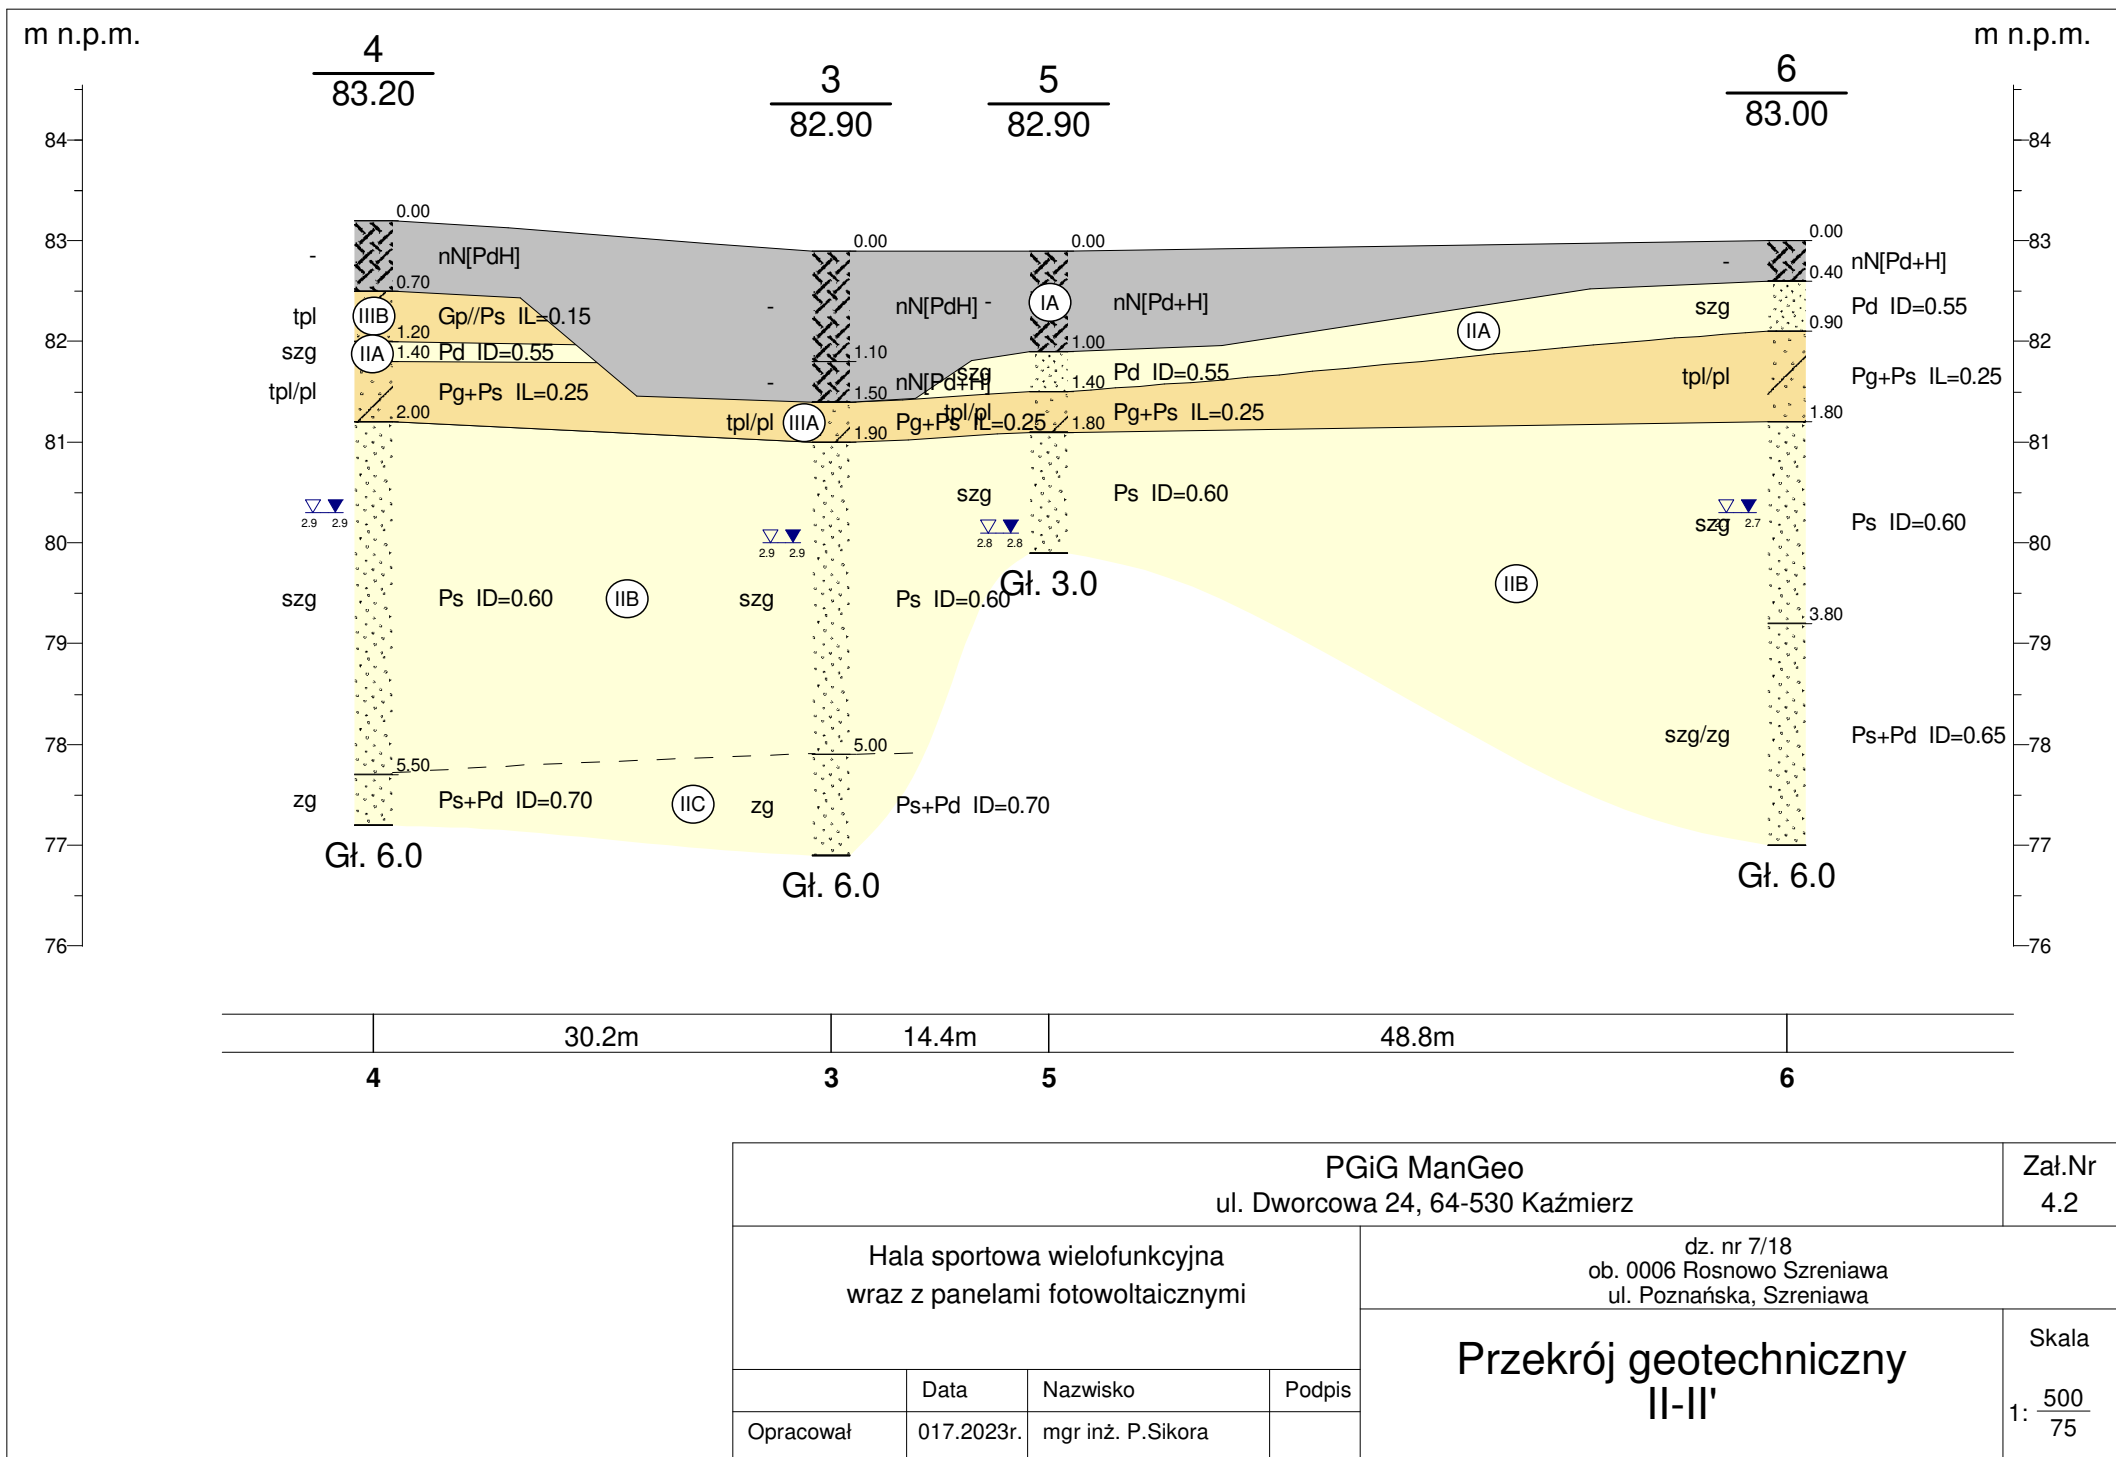 m n.p.m.
m n.p.m.
4
83.20
3
82.90
5
82.90
6
83.00
84
83
82
81
80
79
78
77
76
84
83
82
81
80
79
78
77
76
0.00
- nN[PdH]
0.70
tpl IIIB Gp//Ps IL=0.15
1.20
szg IIA 1.40 Pd ID=0.55
tpl/pl Pg+Ps IL=0.25
2.00
2.9 2.9
szg Ps ID=0.60 IIB
5.50
zg Ps+Pd ID=0.70 IIC
Gł. 6.0
0.00
- nN[PdH]
1.10
- nN[Pd+H]
1.50
tpl/pl IIIA Pg+Ps IL=0.25
1.90
2.9 2.9
szg Ps ID=0.60
5.00
zg Ps+Pd ID=0.70
Gł. 6.0
0.00
- IA nN[Pd+H]
1.00
szg Pd ID=0.55
1.40
tpl/pl Pg+Ps IL=0.25
1.80
szg Ps ID=0.60
2.8 2.8
Gł. 3.0
IIA
IIB
0.00
- nN[Pd+H]
0.40
szg Pd ID=0.55
0.90
tpl/pl Pg+Ps IL=0.25
1.80
2.7
szg Ps ID=0.60
3.80
szg/zg Ps+Pd ID=0.65
Gł. 6.0
30.2m 14.4m 48.8m
4 3 5 6
PGiG ManGeo
ul. Dworcowa 24, 64-530 Kaźmierz
Zał.Nr
4.2
Hala sportowa wielofunkcyjna
wraz z panelami fotowoltaicznymi
dz. nr 7/18
ob. 0006 Rosnowo Szreniawa
ul. Poznańska, Szreniawa
Przekrój geotechniczny
II-II'
Skala
1: 500
75
Data Nazwisko Podpis
Opracował 017.2023r. mgr inż. P.Sikora